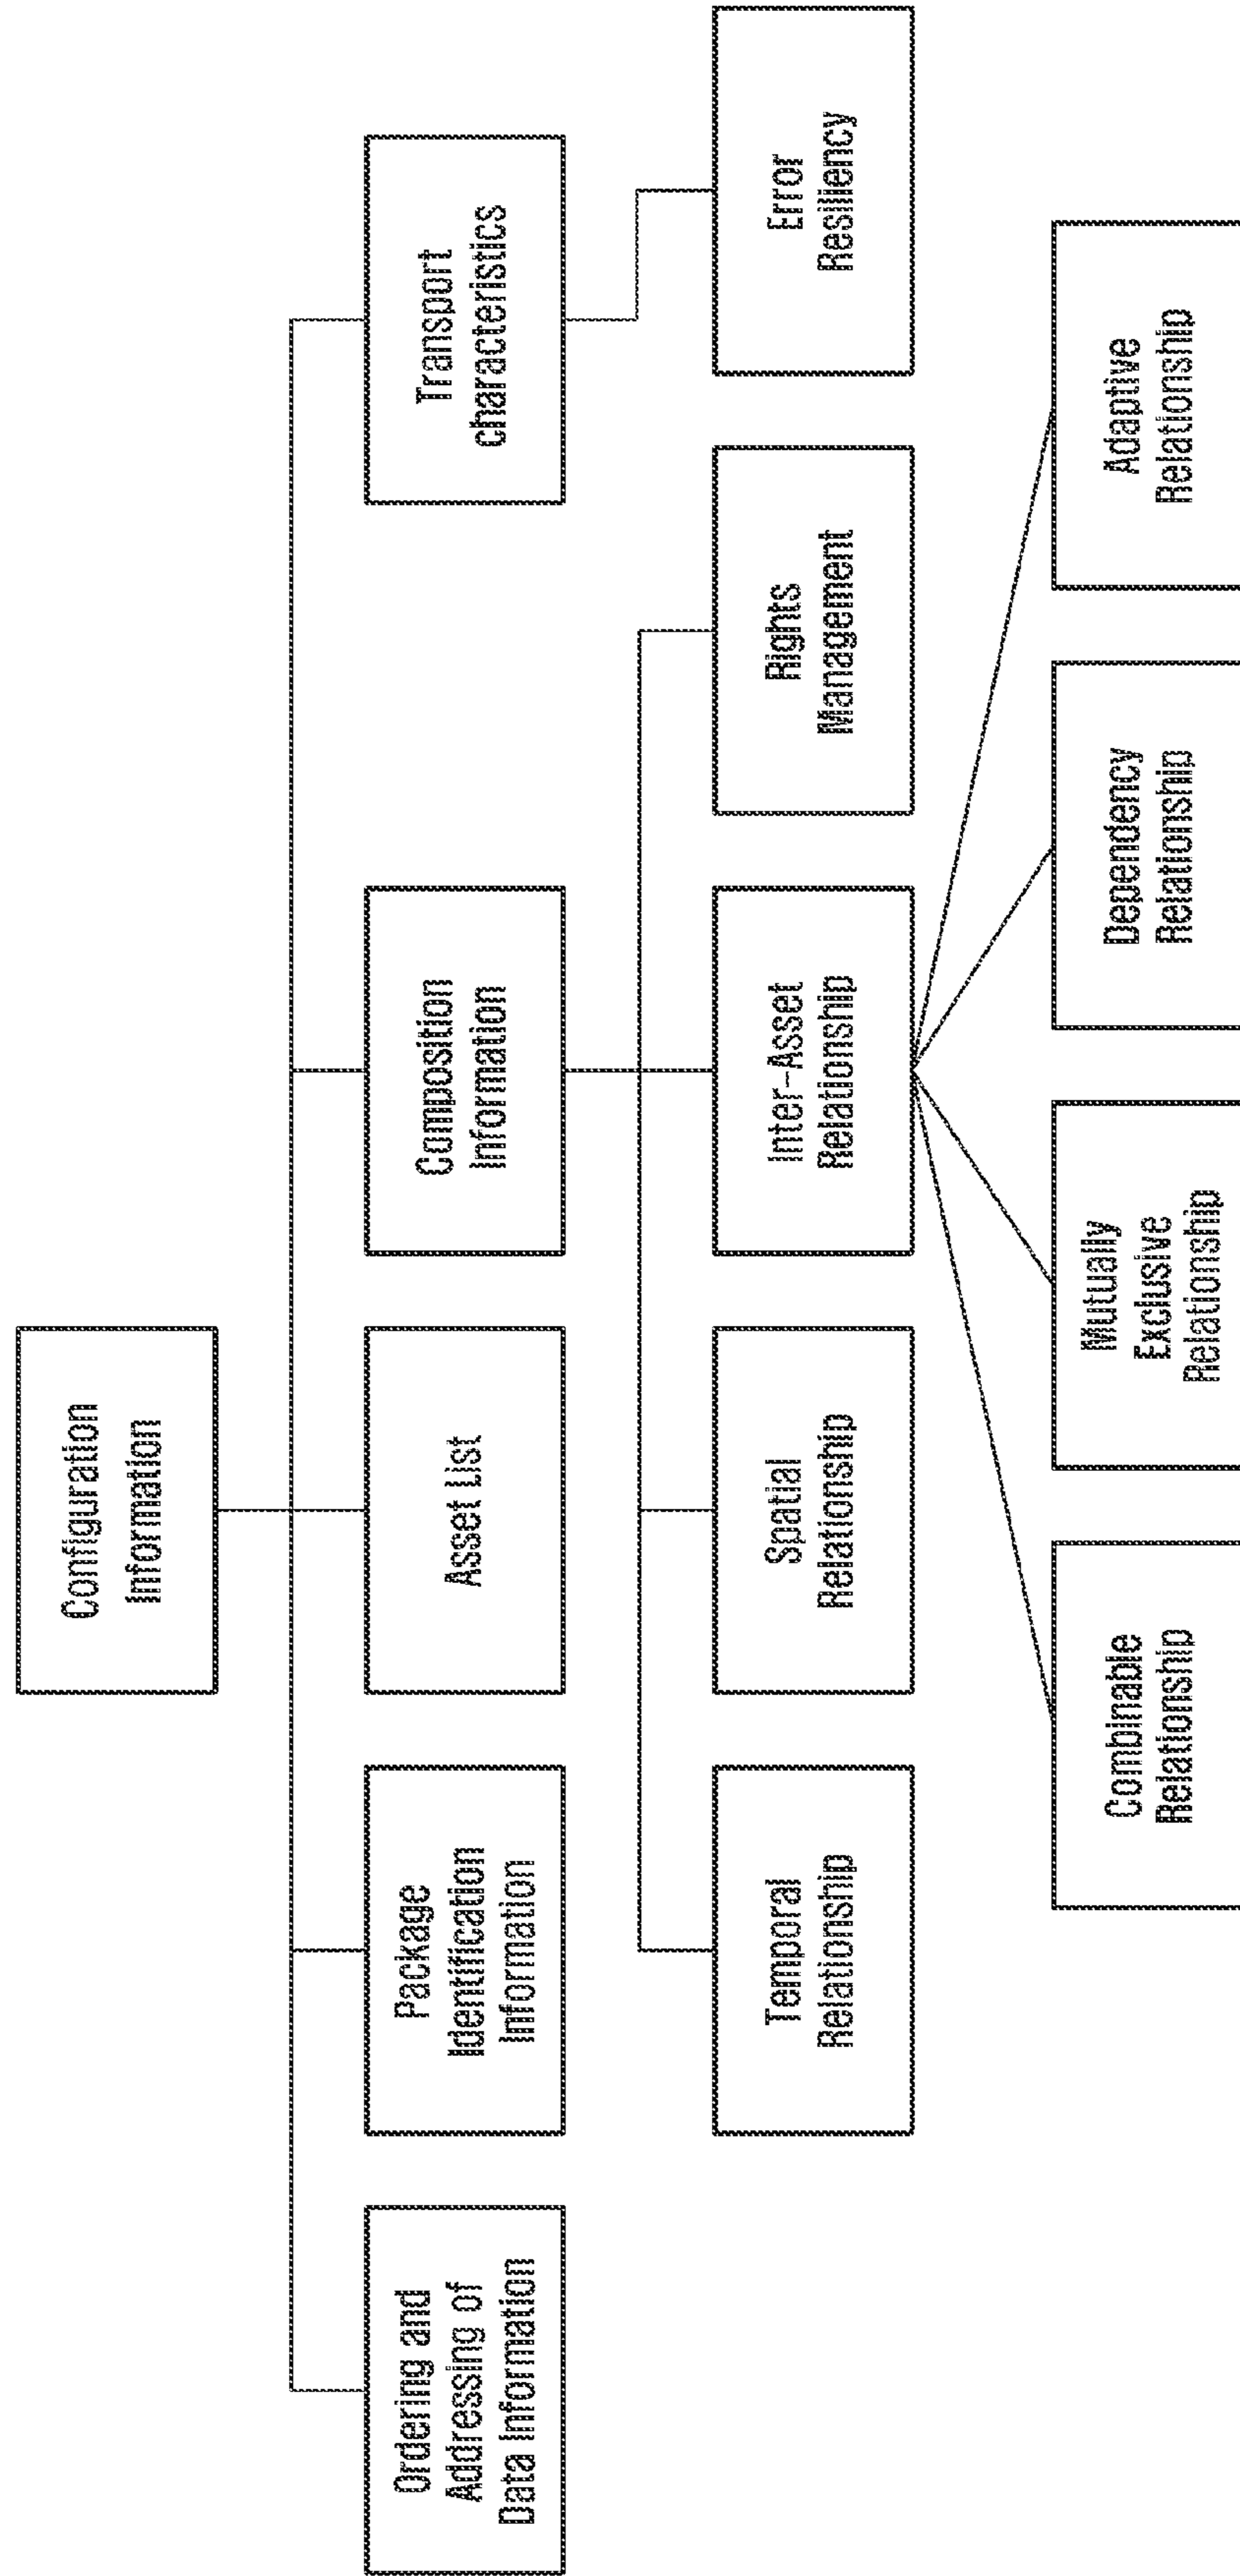 Configuration
Information
Ordering and
Addressing of
Data Information
Package
Identification
Information
Asset List
Composition
Information
Transport
characteristics
Temporal
Relationship
Spatial
Relationship
Inter-Asset
Relationship
Rights
Management
Error
Resiliency
Combinable
Relationship
Mutually
Exclusive
Relationship
Dependency
Relationship
Adaptive
Relationship